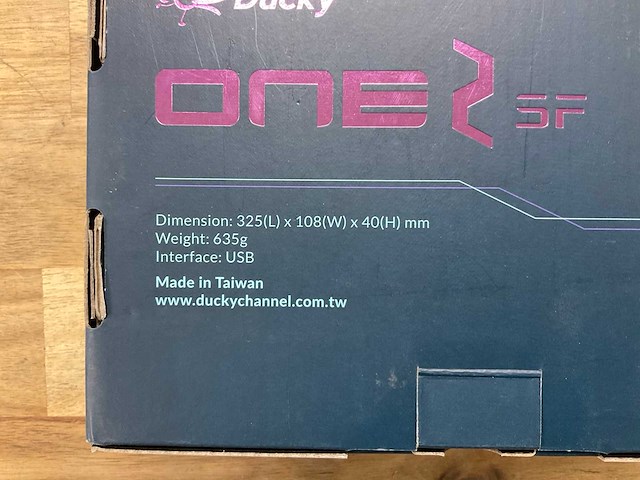 Ducky
ONE 2 SF
Dimension: 325(L) x 108(W) x 40(H) mm
Weight: 635g
Interface: USB
Made in Taiwan
www.duckychannel.com.tw